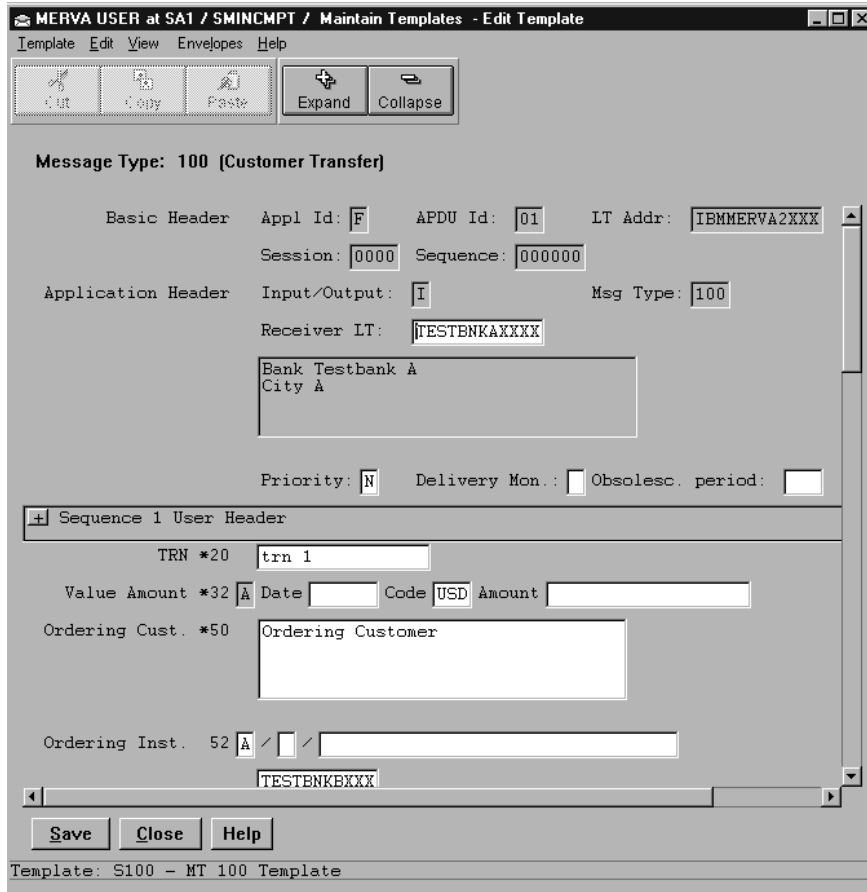 MERVA USER at SA1 / SMINCMPT / Maintain Templates - Edit Template
Template Edit View Envelopes Help
Cut Copy Paste Expand Collapse
Message Type: 100 (Customer Transfer)
Basic Header Appl Id: F APDU Id: 01 LT Addr: IBMMERVA2XXX
Session: 0000 Sequence: 000000
Application Header Input/Output: I Msg Type: 100
Receiver LT: TESTBNKAXXXX
Bank Testbank A
City A
Priority: N Delivery Mon.: Obsolesc. period:
+ Sequence 1 User Header
TRN *20 trn 1
Value Amount *32 A Date Code USD Amount
Ordering Cust. *50 Ordering Customer
Ordering Inst. 52 A / /
TESTBNKBXXX
Save Close Help
Template: S100 - MT 100 Template